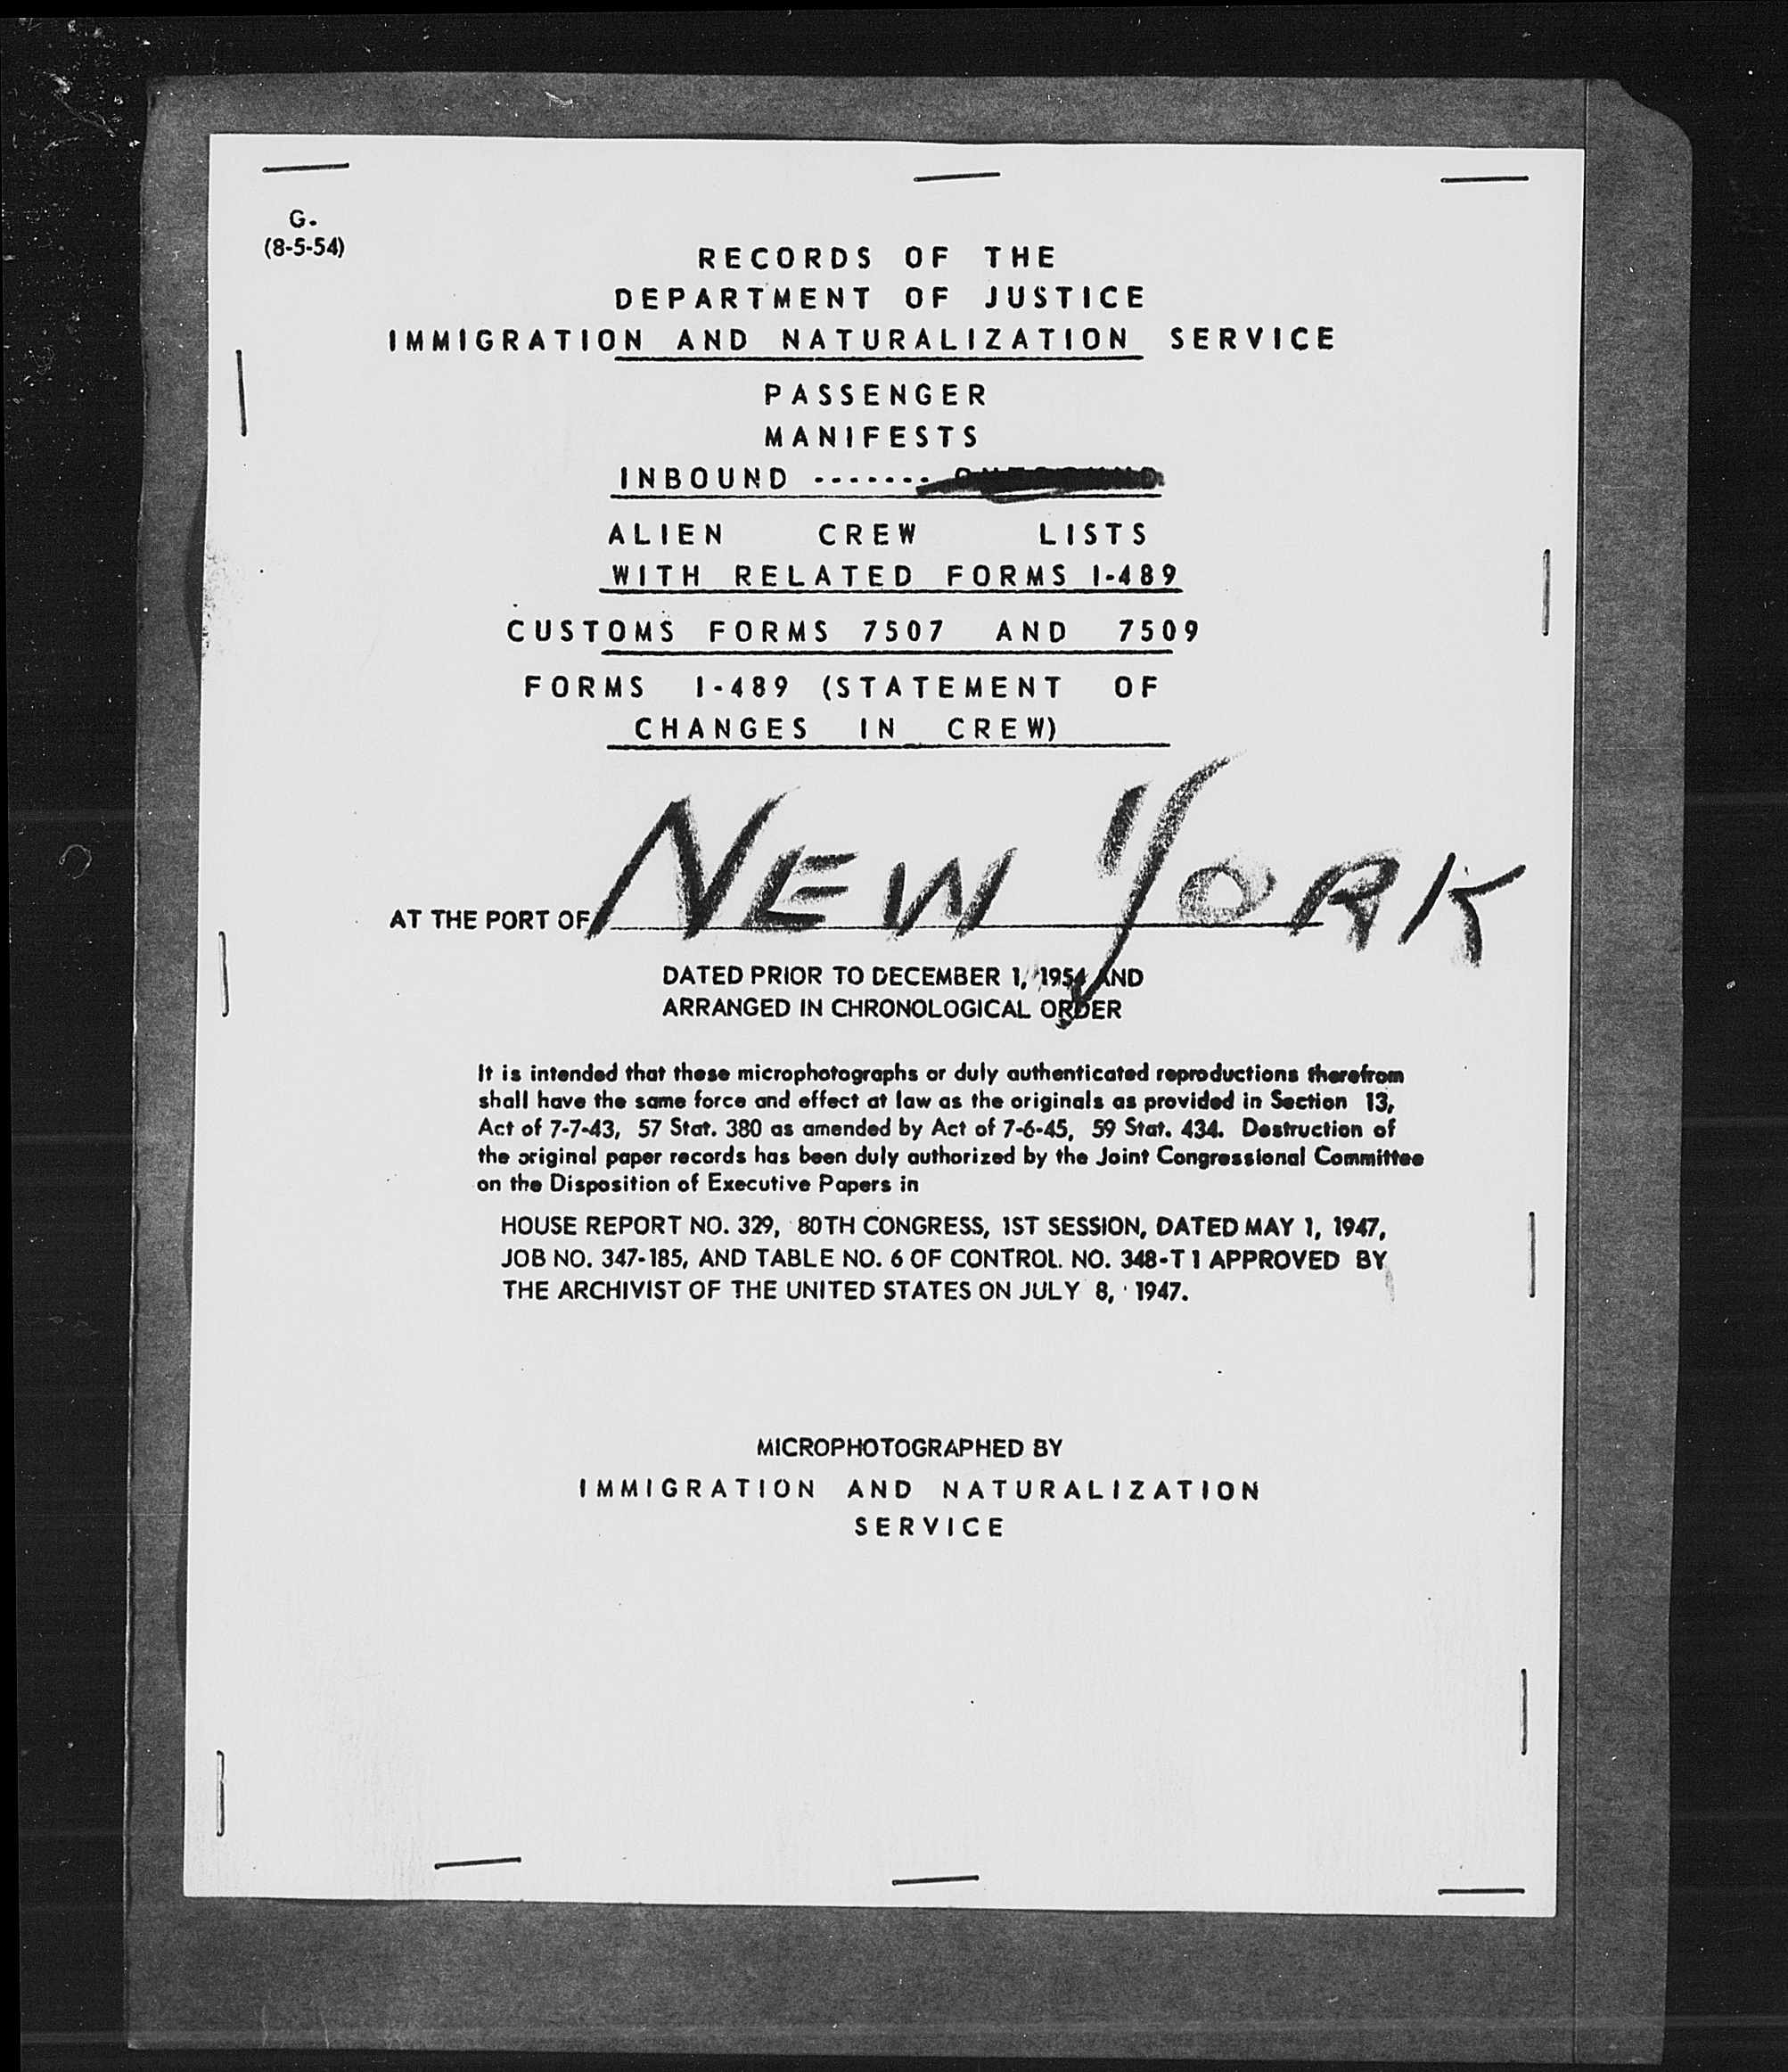 G.
(8-5-54)
RECORDS OF THE
DEPARTMENT OF JUSTICE
IMMIGRATION AND NATURALIZATION SERVICE
PASSENGER
MANIFESTS
INBOUND -------
ALIEN CREW LISTS
WITH RELATED FORMS I-489
CUSTOMS FORMS 7507 AND 7509
FORMS I-489 (STATEMENT OF
CHANGES IN CREW)
AT THE PORT OF NEW YORK
DATED PRIOR TO DECEMBER 1, 1954 AND
ARRANGED IN CHRONOLOGICAL ORDER
It is intended that these microphotographs or duly authenticated reproductions therefrom
shall have the same force and effect at law as the originals as provided in Section 13,
Act of 7-7-43, 57 Stat. 380 as amended by Act of 7-6-45, 59 Stat. 434. Destruction of
the original paper records has been duly authorized by the Joint Congressional Committee
on the Disposition of Executive Papers in
HOUSE REPORT NO. 329, 80TH CONGRESS, 1ST SESSION, DATED MAY 1, 1947,
JOB NO. 347-185, AND TABLE NO. 6 OF CONTROL NO. 348-T1 APPROVED BY
THE ARCHIVIST OF THE UNITED STATES ON JULY 8, 1947.
MICROPHOTOGRAPHED BY
IMMIGRATION AND NATURALIZATION
SERVICE